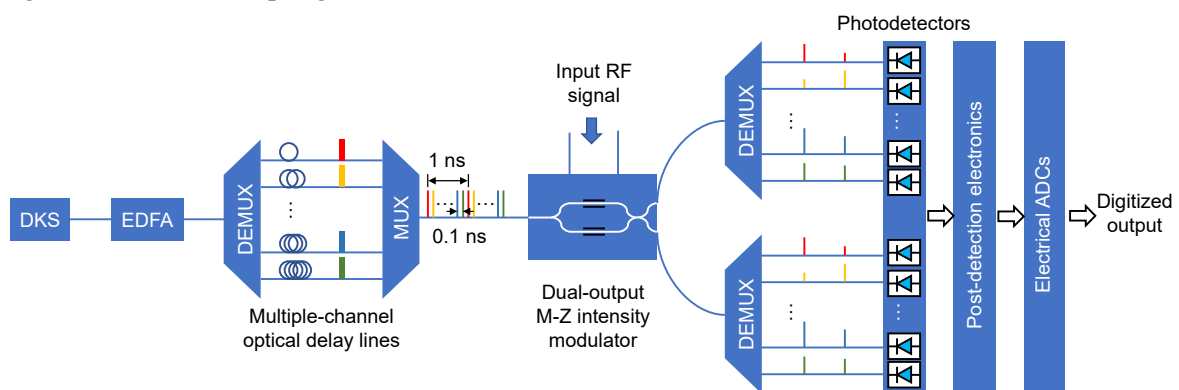 Photodetectors
Input RF
signal
1 ns
0.1 ns
DKS
EDFA
DEMUX
MUX
Multiple-channel
optical delay lines
Dual-output
M-Z intensity
modulator
DEMUX
DEMUX
Post-detection electronics
Electrical ADCs
Digitized
output